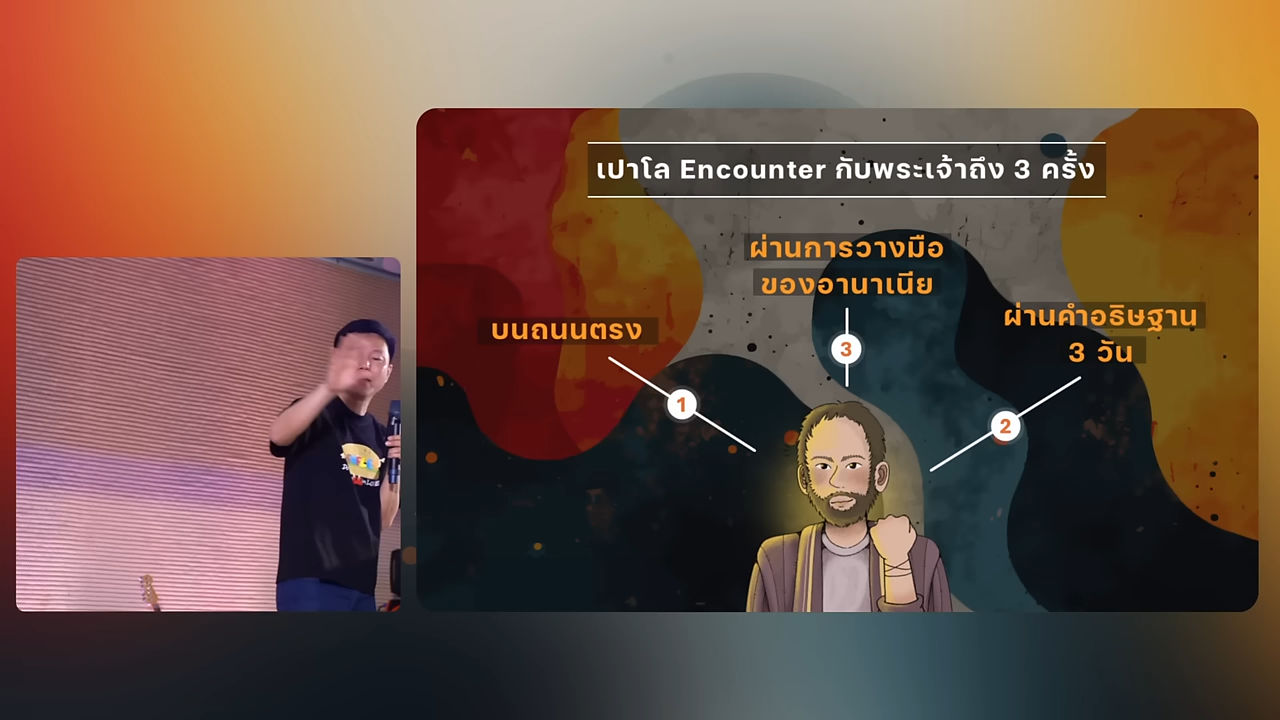 เปาโล Encounter กับพระเจ้าถึง 3 ครั้ง
บนถนนตรง
1
ผ่านการวางมือ
ของอานาเนีย
3
ผ่านคำอธิษฐาน
3 วัน
2